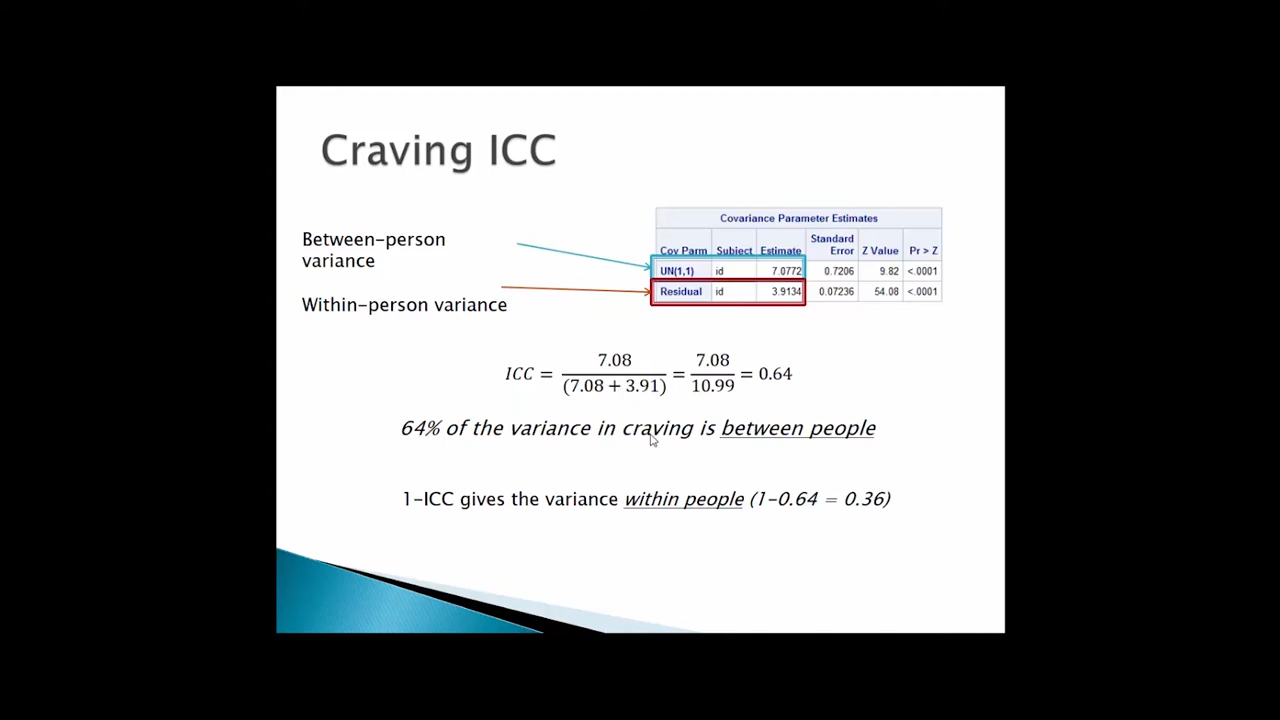 Craving ICC
Between-person
variance
Within-person variance
Covariance Parameter Estimates
Cov Parm Subject Estimate Standard Error Z Value Pr > Z
UN(1,1) id 7.0772 0.7206 9.82 <.0001
Residual id 3.9134 0.07236 54.08 <.0001
ICC = 7.08 / (7.08 + 3.91) = 7.08 / 10.99 = 0.64
64% of the variance in craving is between people
1-ICC gives the variance within people (1-0.64 = 0.36)